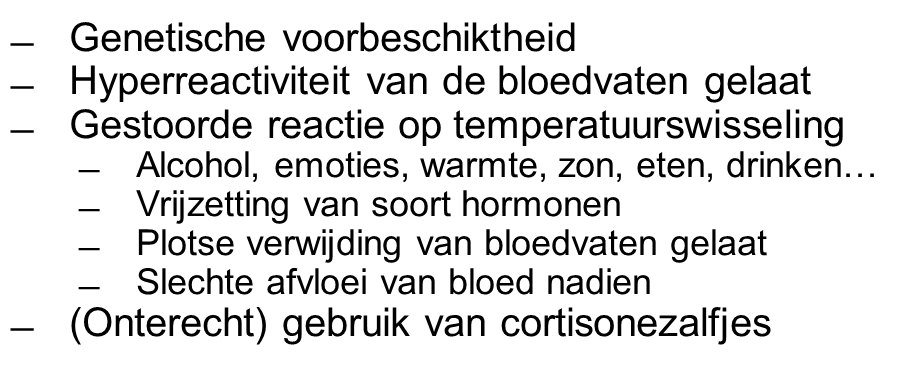 – Genetische voorbeschiktheid
– Hyperreactiviteit van de bloedvaten gelaat
– Gestoorde reactie op temperatuurswisseling
– Alcohol, emoties, warmte, zon, eten, drinken…
– Vrijzetting van soort hormonen
– Plotse verwijding van bloedvaten gelaat
– Slechte afvloei van bloed nadien
– (Onterecht) gebruik van cortisonezalfjes